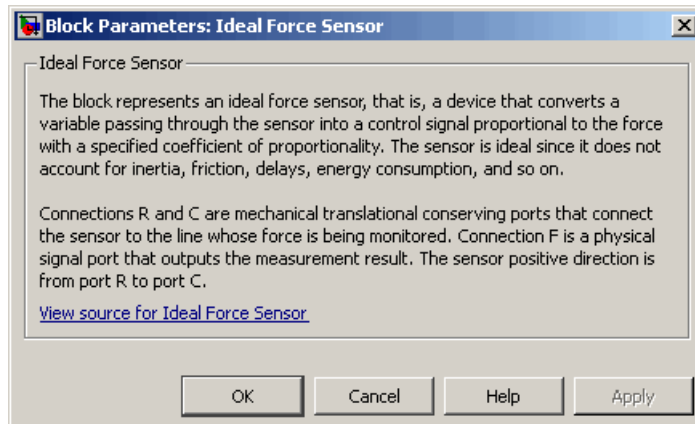 Block Parameters: Ideal Force Sensor
Ideal Force Sensor
The block represents an ideal force sensor, that is, a device that converts a
variable passing through the sensor into a control signal proportional to the force
with a specified coefficient of proportionality. The sensor is ideal since it does not
account for inertia, friction, delays, energy consumption, and so on.
Connections R and C are mechanical translational conserving ports that connect
the sensor to the line whose force is being monitored. Connection F is a physical
signal port that outputs the measurement result. The sensor positive direction is
from port R to port C.
View source for Ideal Force Sensor
OK Cancel Help Apply